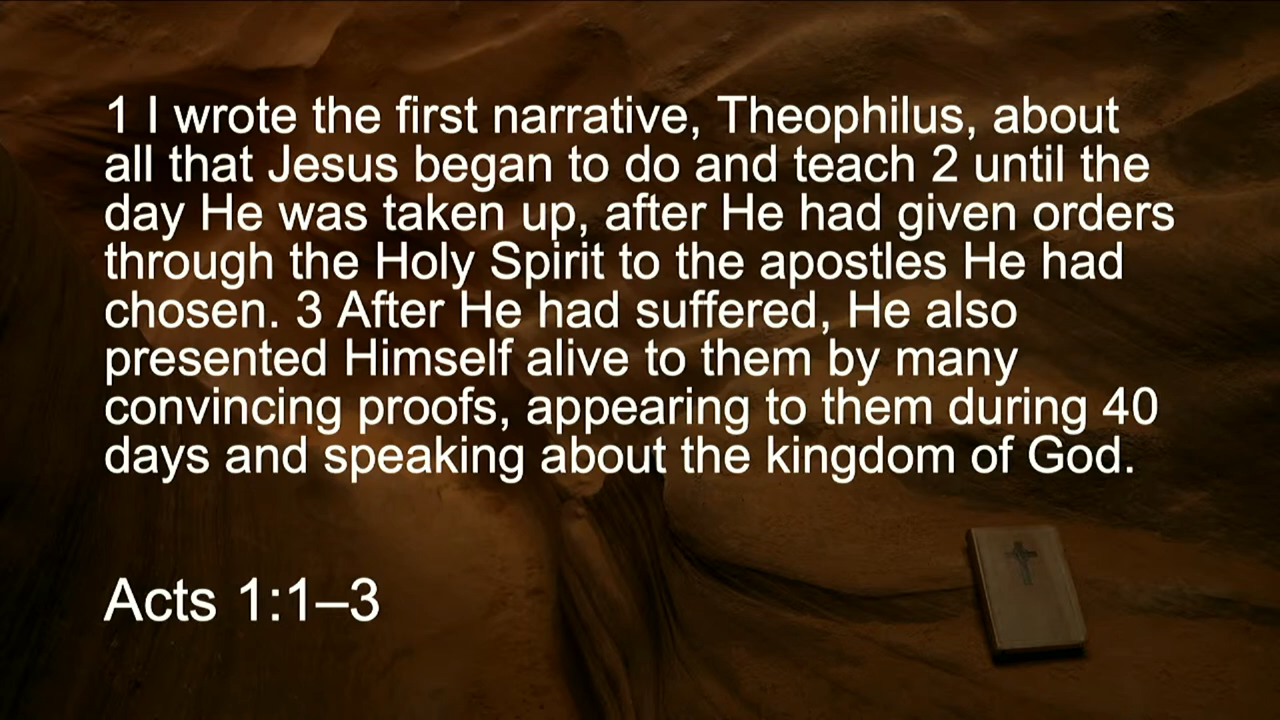 1 I wrote the first narrative, Theophilus, about
all that Jesus began to do and teach 2 until the
day He was taken up, after He had given orders
through the Holy Spirit to the apostles He had
chosen. 3 After He had suffered, He also
presented Himself alive to them by many
convincing proofs, appearing to them during 40
days and speaking about the kingdom of God.
Acts 1:1–3